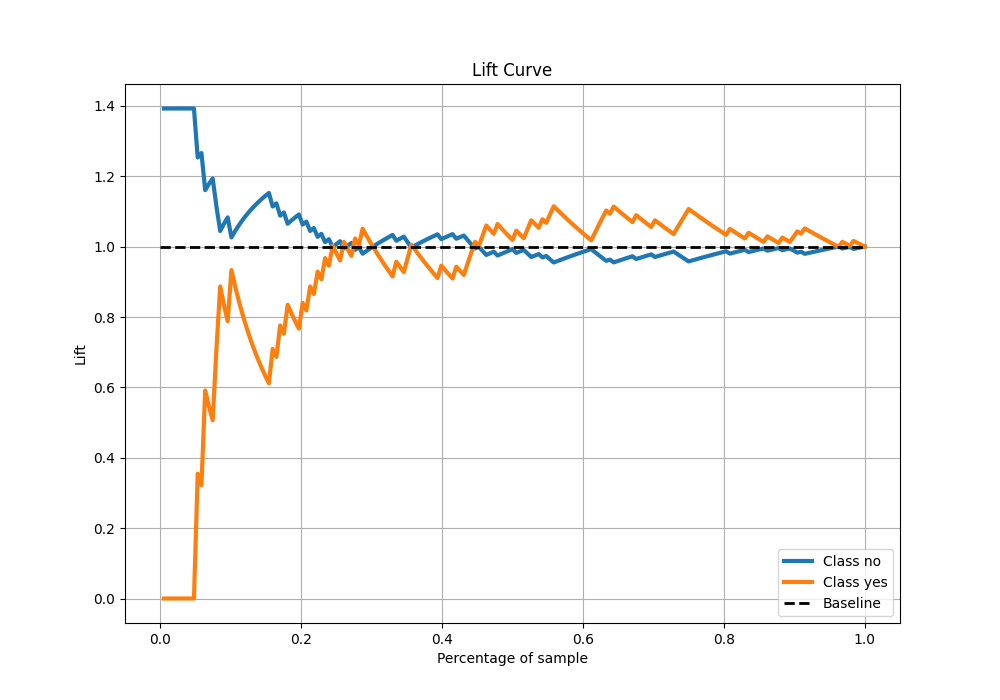 Lift Curve
Lift
1.4
1.2
1.0
0.8
0.6
0.4
0.2
0.0
0.0 0.2 0.4 0.6 0.8 1.0
Percentage of sample
Class no
Class yes
Baseline